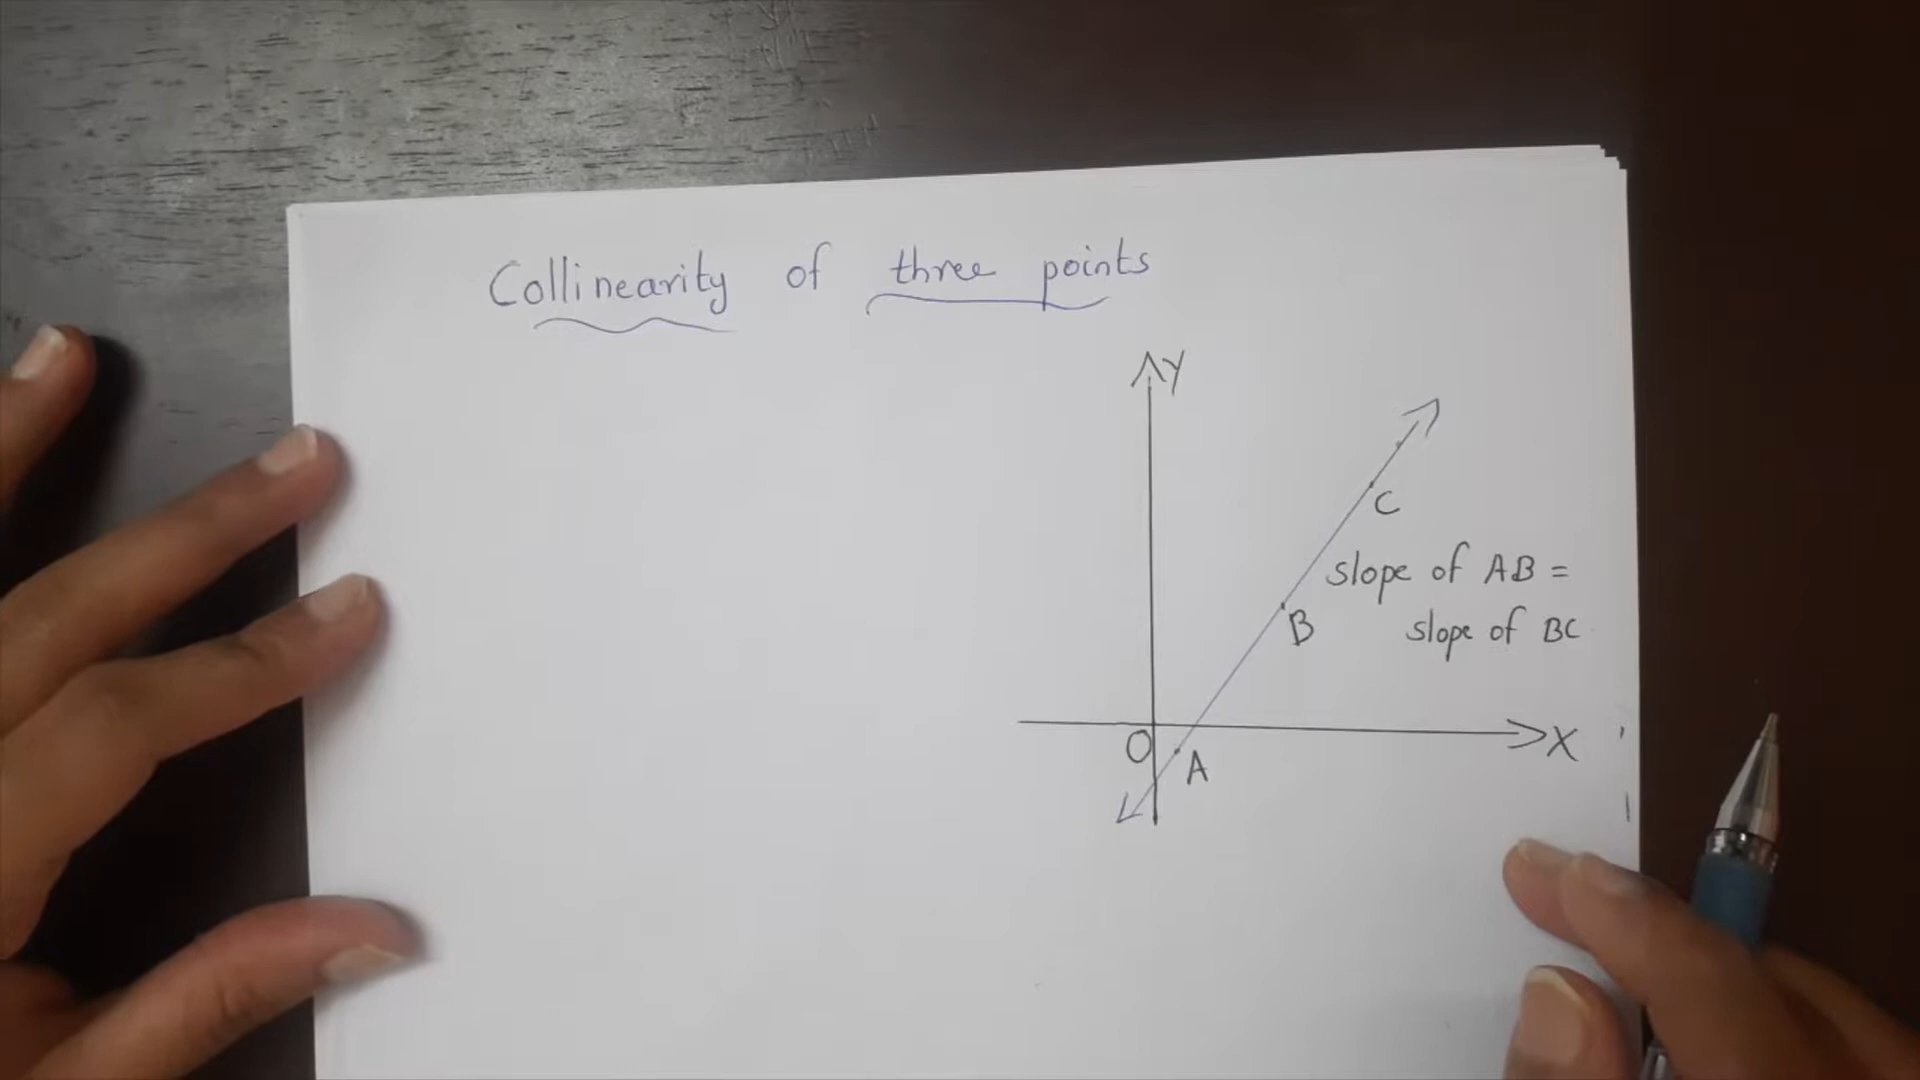 Collinearity of three points
Y
C
slope of AB =
B
slope of BC
O
X
A